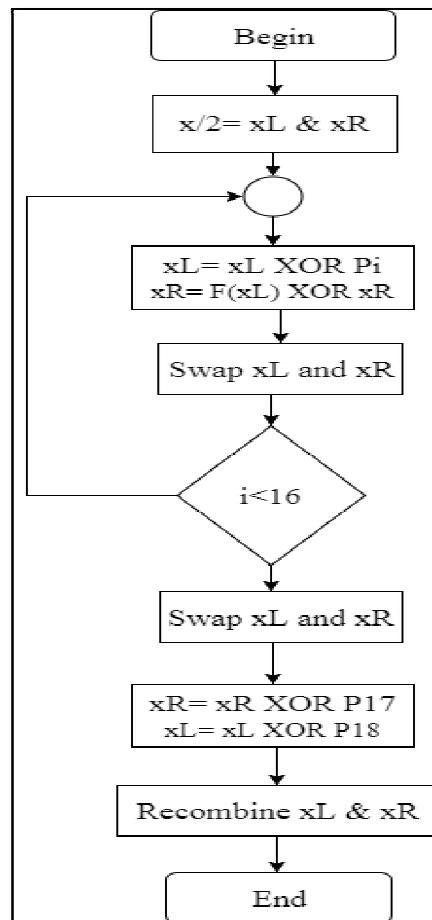 Begin
x/2= xL & xR
xL= xL XOR Pi
xR= F(xL) XOR xR
Swap xL and xR
i<16
Swap xL and xR
xR= xR XOR P17
xL= xL XOR P18
Recombine xL & xR
End